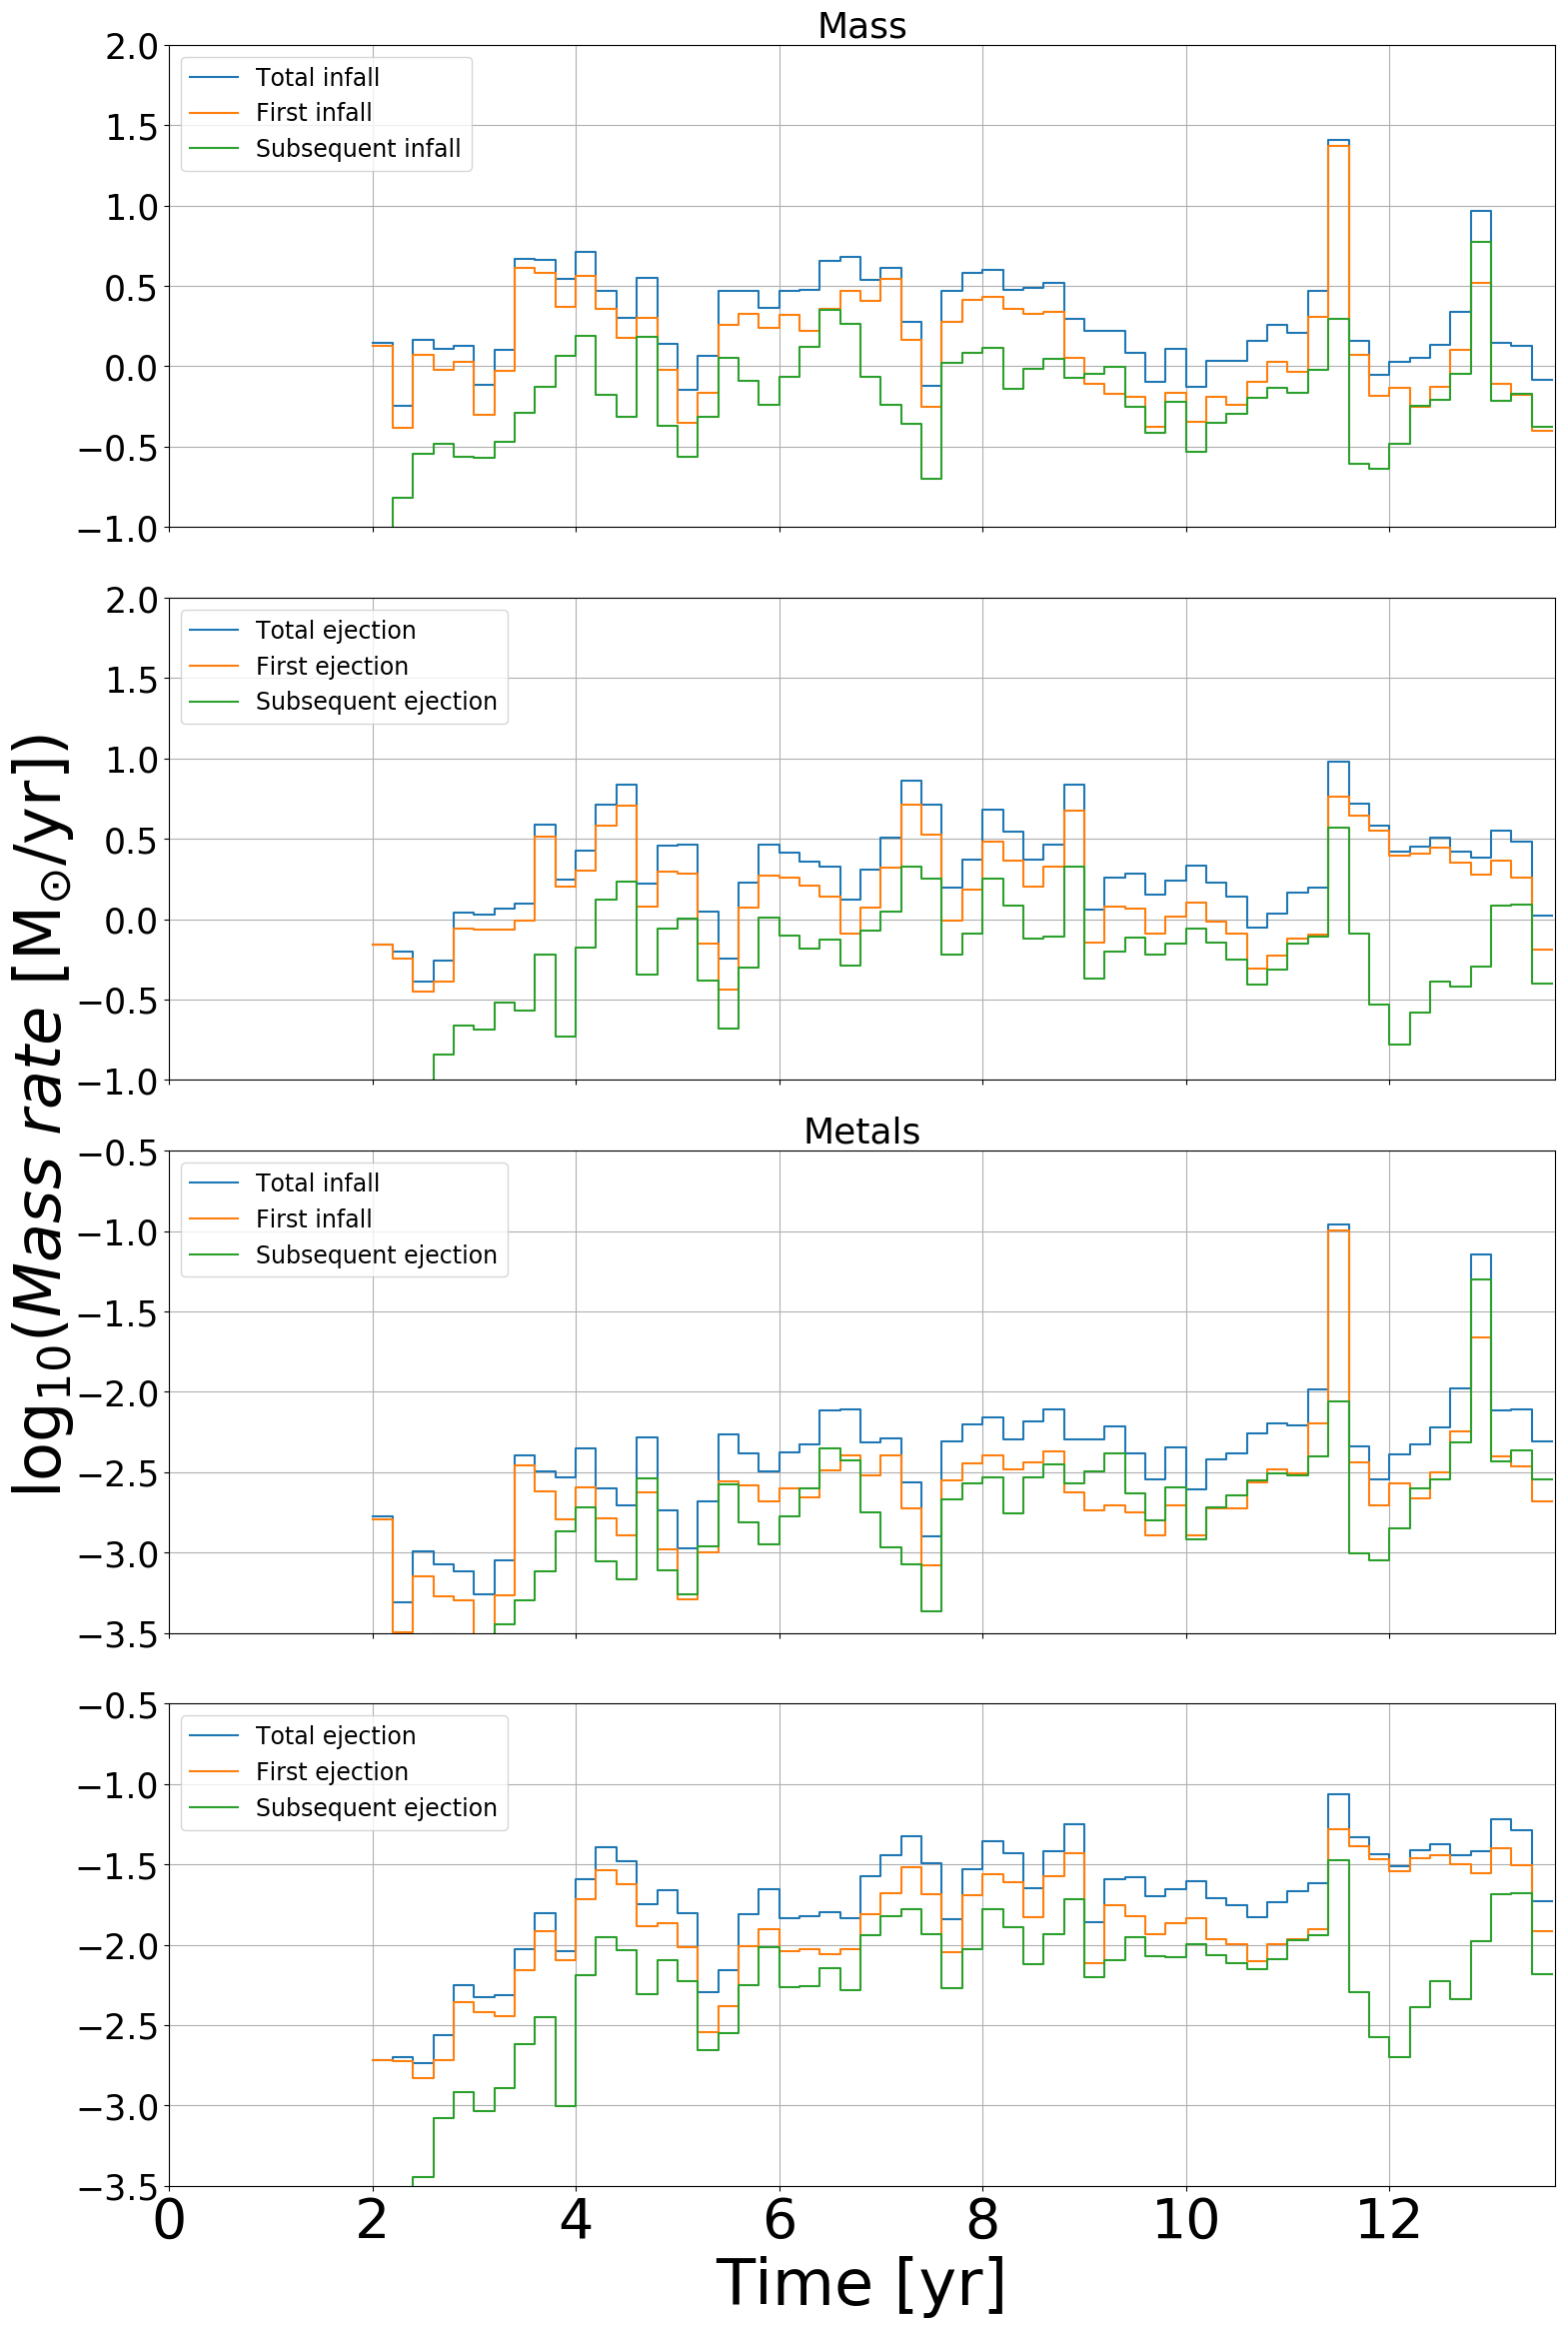 Mass
2.0
1.5
1.0
0.5
0.0
−0.5
−1.0
Total infall
First infall
Subsequent infall
2.0
1.5
1.0
0.5
0.0
−0.5
−1.0
Total ejection
First ejection
Subsequent ejection
log₁₀(Mass rate [M⊙/yr])
Metals
−0.5
−1.0
−1.5
−2.0
−2.5
−3.0
−3.5
Total infall
First infall
Subsequent ejection
−0.5
−1.0
−1.5
−2.0
−2.5
−3.0
−3.5
Total ejection
First ejection
Subsequent ejection
0 2 4 6 8 10 12
Time [yr]